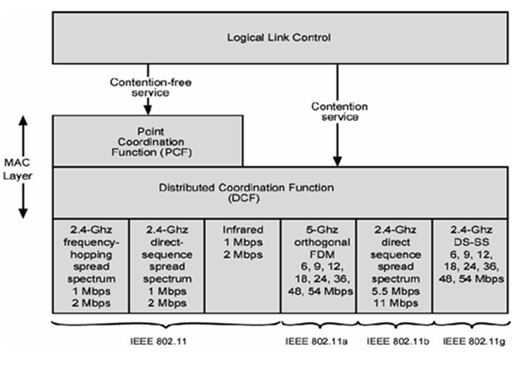 Logical Link Control
Contention-free
service
Contention
service
Point
Coordination
Function (PCF)
MAC
Layer
Distributed Coordination Function
(DCF)
2.4-Ghz
frequency-
hopping
spread
spectrum
1 Mbps
2 Mbps
2.4-Ghz
direct-
sequence
spread
spectrum
1 Mbps
2 Mbps
Infrared
1 Mbps
2 Mbps
5-Ghz
orthogonal
FDM
6, 9, 12,
18, 24, 36,
48, 54 Mbps
2.4-Ghz
direct
sequence
spread
spectrum
5.5 Mbps
11 Mbps
2.4-Ghz
DS-SS
6, 9, 12,
18, 24, 36,
48, 54 Mbps
IEEE 802.11
IEEE 802.11a
IEEE 802.11b
IEEE 802.11g